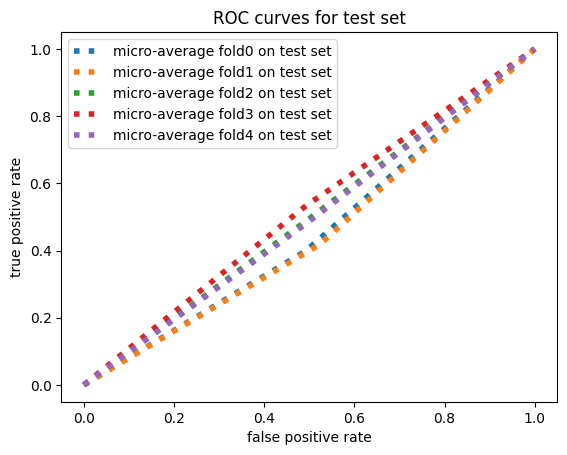 ROC curves for test set
1.0
0.8
0.6
0.4
0.2
0.0
true positive rate
micro-average fold0 on test set
micro-average fold1 on test set
micro-average fold2 on test set
micro-average fold3 on test set
micro-average fold4 on test set
0.0 0.2 0.4 0.6 0.8 1.0
false positive rate